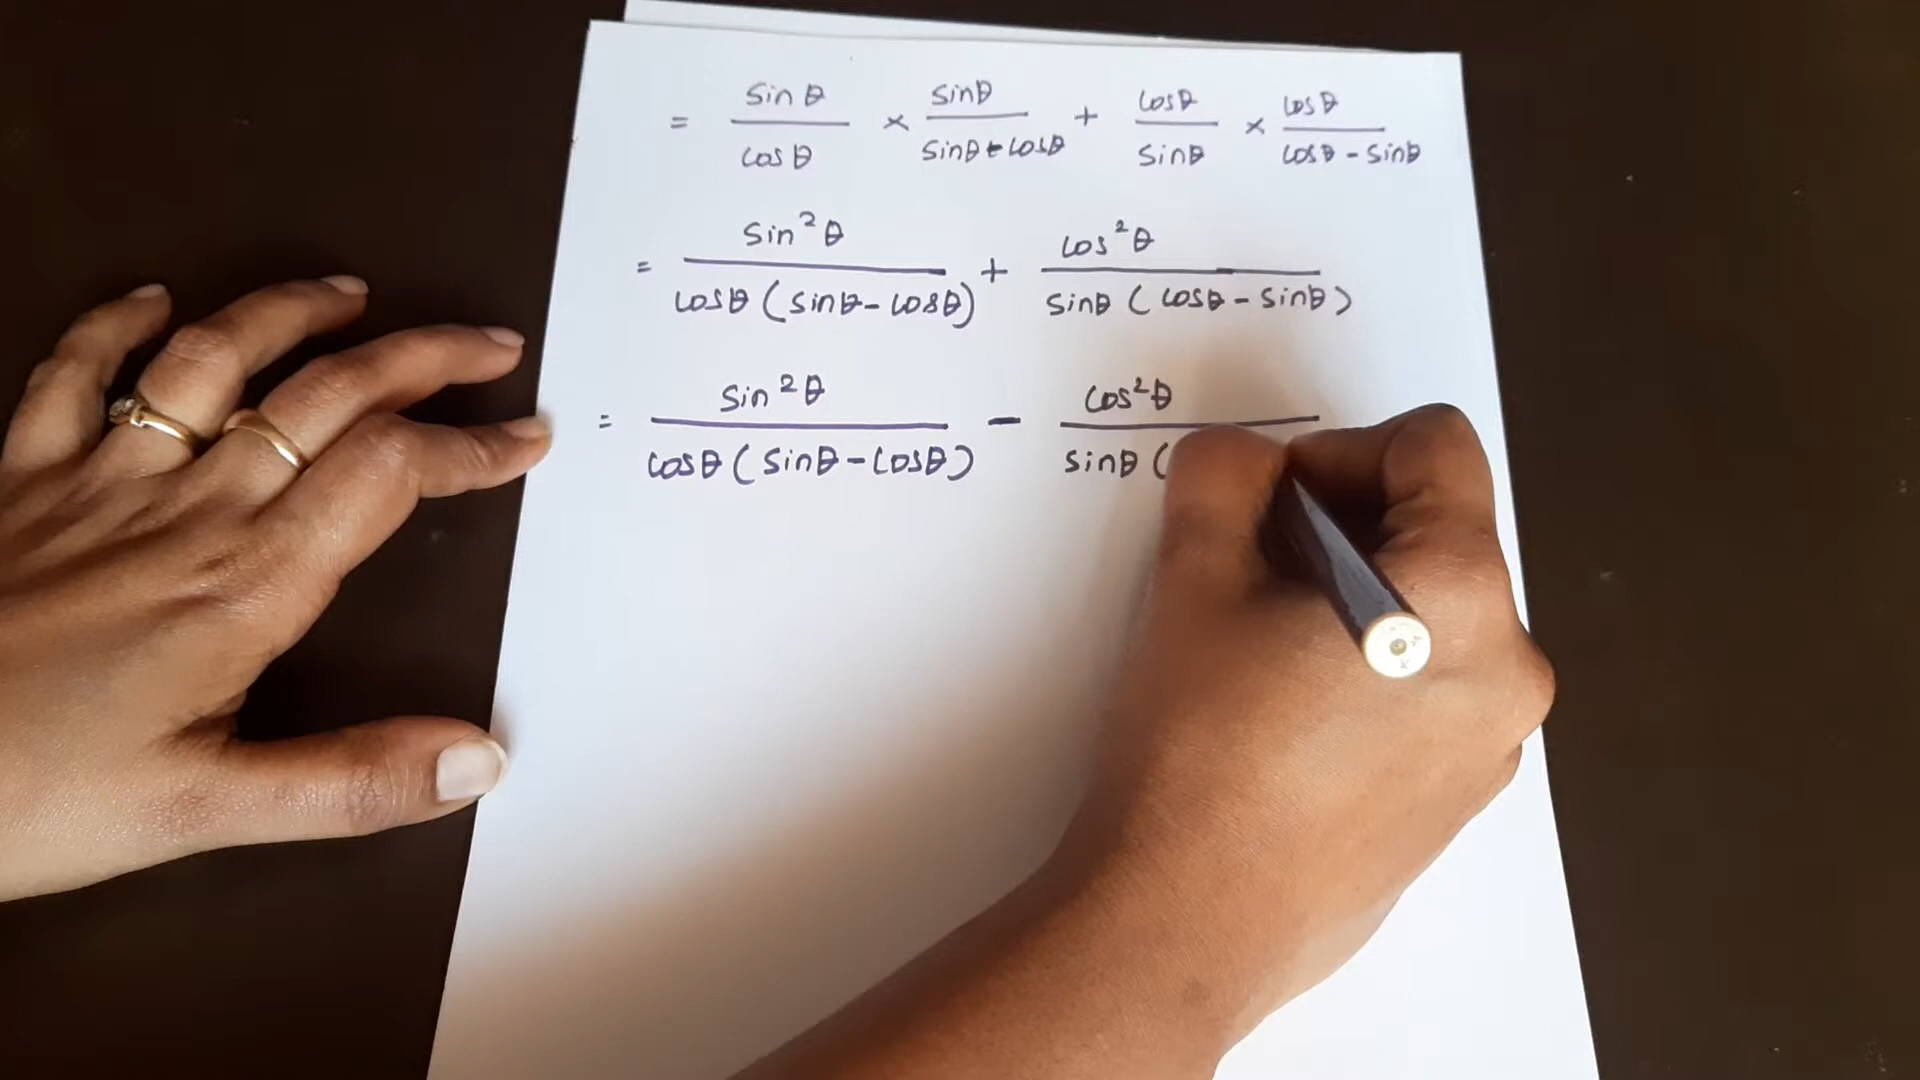 = sinθ/cosθ × sinθ/sinθ-cosθ + cosθ/sinθ × cosθ/cosθ - sinθ
= sin²θ/cosθ(sinθ-cosθ) + cos²θ/sinθ(cosθ-sinθ)
= sin²θ/cosθ(sinθ-cosθ) - cos²θ/sinθ(